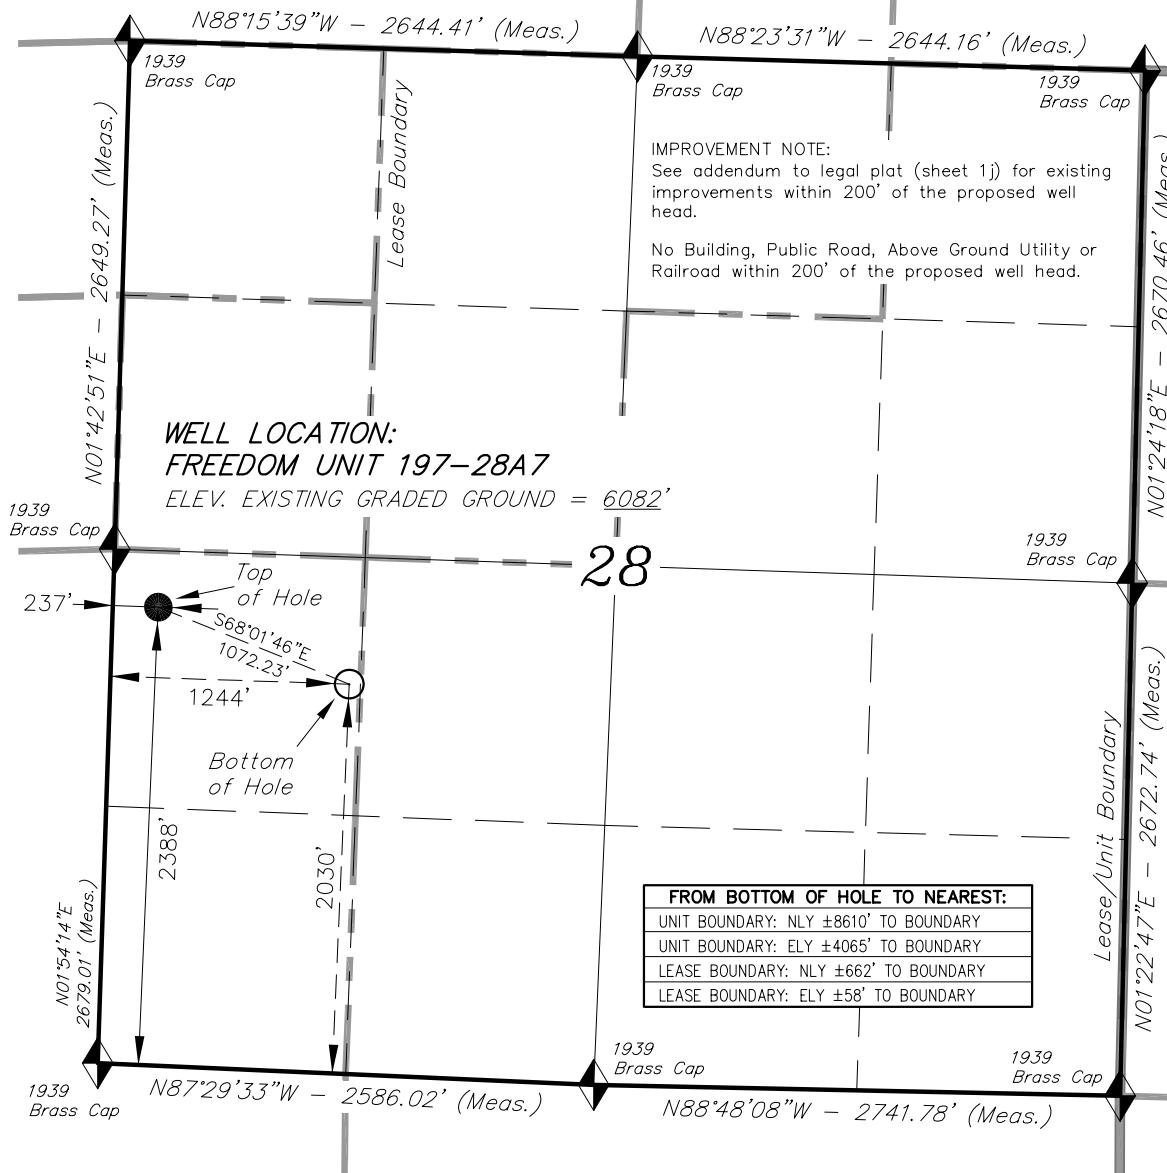 N88°15'39"W - 2644.41' (Meas.)
N88°23'31"W - 2644.16' (Meas.)
1939
Brass Cap
1939
Brass Cap
1939
Brass Cap
N01°42'51"E - 2649.27' (Meas.)
Lease Boundary
IMPROVEMENT NOTE:
See addendum to legal plat (sheet 1j) for existing
improvements within 200' of the proposed well
head.
No Building, Public Road, Above Ground Utility or
Railroad within 200' of the proposed well head.
N01°24'18"E - 2670.46' (Meas.)
WELL LOCATION:
FREEDOM UNIT 197-28A7
ELEV. EXISTING GRADED GROUND = 6082'
1939
Brass Cap
28
1939
Brass Cap
Top
of Hole
237'
S68°01'46"E
1072.23'
1244'
Bottom
of Hole
2388'
2030'
N01°54'14"E
2679.01' (Meas.)
Lease/Unit Boundary
N01°22'47"E - 2672.74' (Meas.)
FROM BOTTOM OF HOLE TO NEAREST:
UNIT BOUNDARY: NLY ±8610' TO BOUNDARY
UNIT BOUNDARY: ELY ±4065' TO BOUNDARY
LEASE BOUNDARY: NLY ±662' TO BOUNDARY
LEASE BOUNDARY: ELY ±58' TO BOUNDARY
1939
Brass Cap
1939
Brass Cap
1939
Brass Cap
N87°29'33"W - 2586.02' (Meas.)
N88°48'08"W - 2741.78' (Meas.)